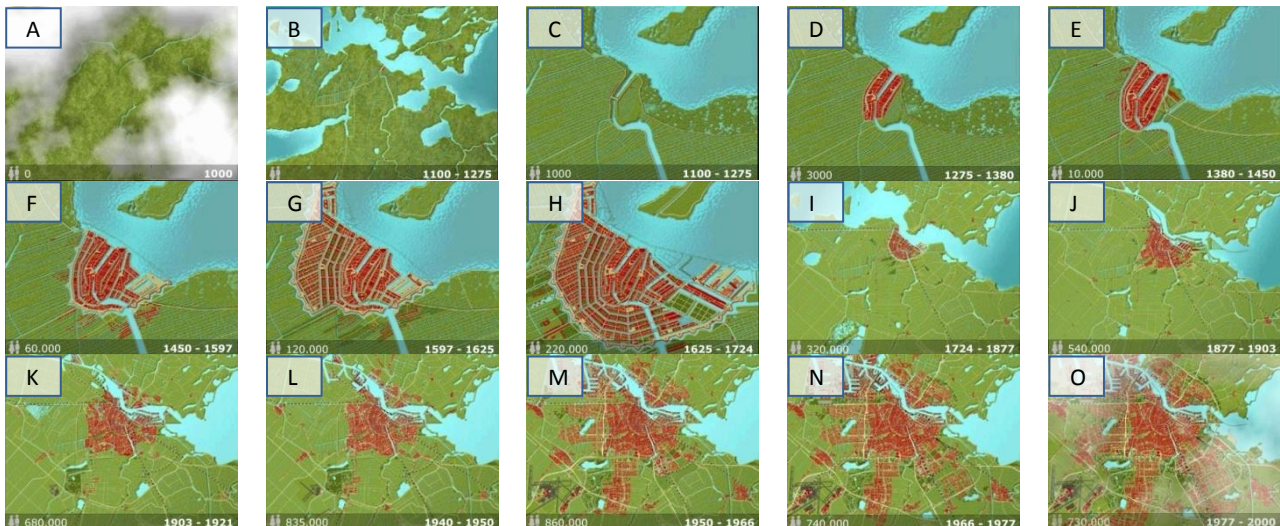 A
B
C
D
E
0 1000
1100 - 1275
1000 1100 - 1275
3000 1275 - 1380
10.000 1380 - 1450
F
G
H
I
J
60.000 1450 - 1597
120.000 1597 - 1625
220.000 1625 - 1724
320.000 1724 - 1877
540.000 1877 - 1903
K
L
M
N
O
680.000 1903 - 1921
835.000 1940 - 1950
860.000 1950 - 1966
740.000 1966 - 1977
730.000 1977 - 2000